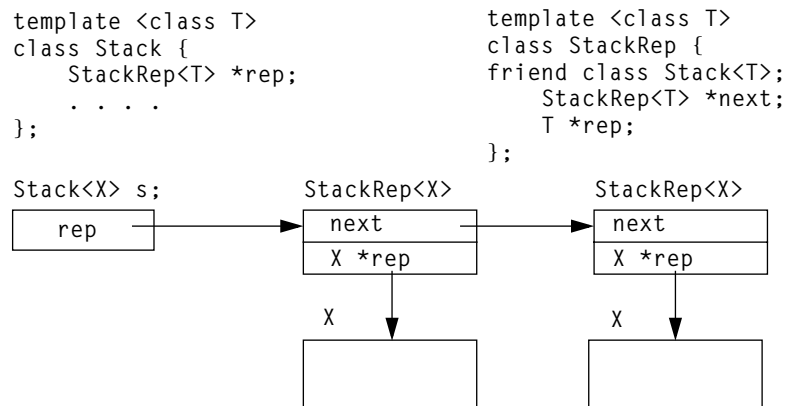 template <class T>
class Stack {
    StackRep<T> *rep;
    . . . .
};
template <class T>
class StackRep {
friend class Stack<T>;
    StackRep<T> *next;
    T *rep;
};
Stack<X> s;
StackRep<X>
StackRep<X>
rep
next
next
X *rep
X *rep
X
X